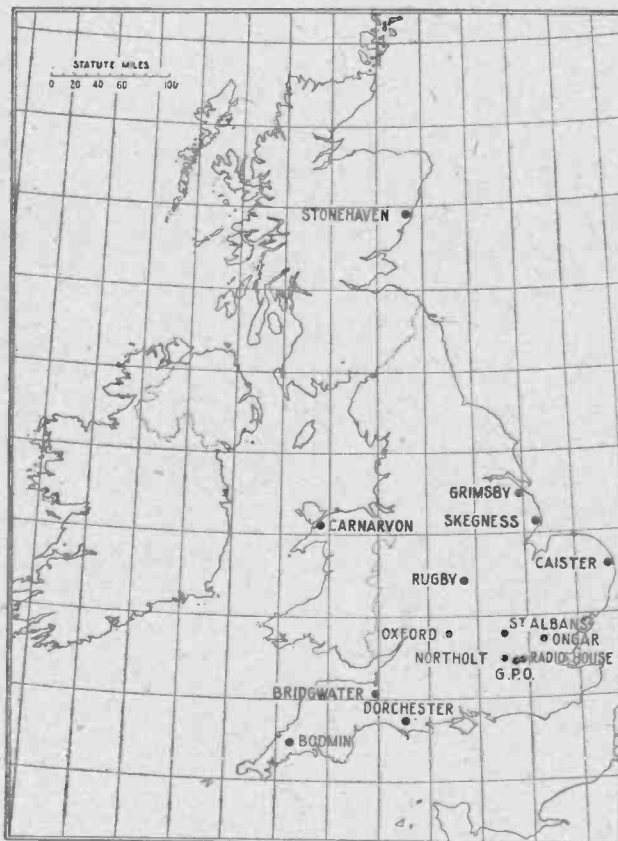 STATUTE MILES
0 20 40 60 100
STONEHAVEN
GRIMSBY
SKEGNESS
CARNARVON
CAISTER
RUGBY
ST ALBANS
OXFORD
ONGAR
NORTHOLT
RADIO HOUSE
G.P.O.
BRIDGWATER
DORCHESTER
BODMIN